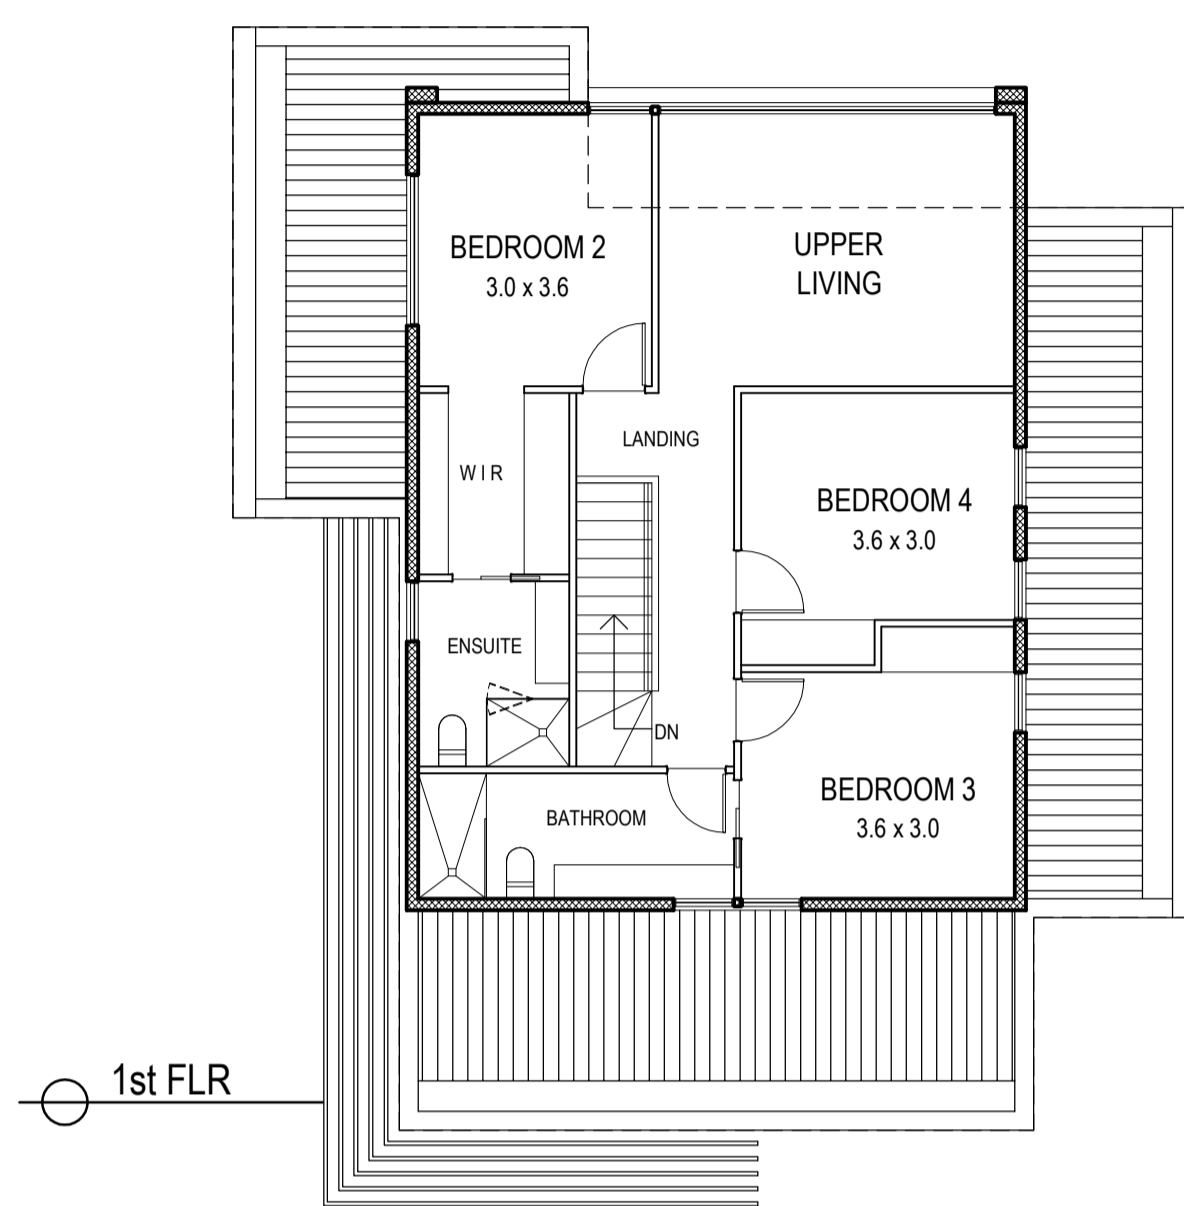 BEDROOM 2
3.0 x 3.6
UPPER
LIVING
LANDING
W I R
BEDROOM 4
3.6 x 3.0
ENSUITE
DN
BEDROOM 3
3.6 x 3.0
BATHROOM
1st FLR